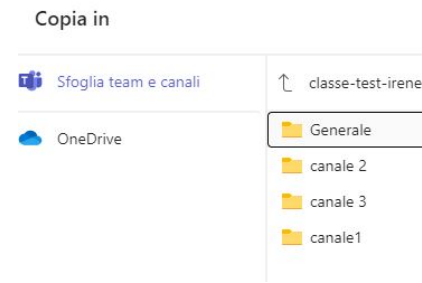 Copia in
Sfoglia team e canali
OneDrive
classe-test-irene
Generale
canale 2
canale 3
canale1